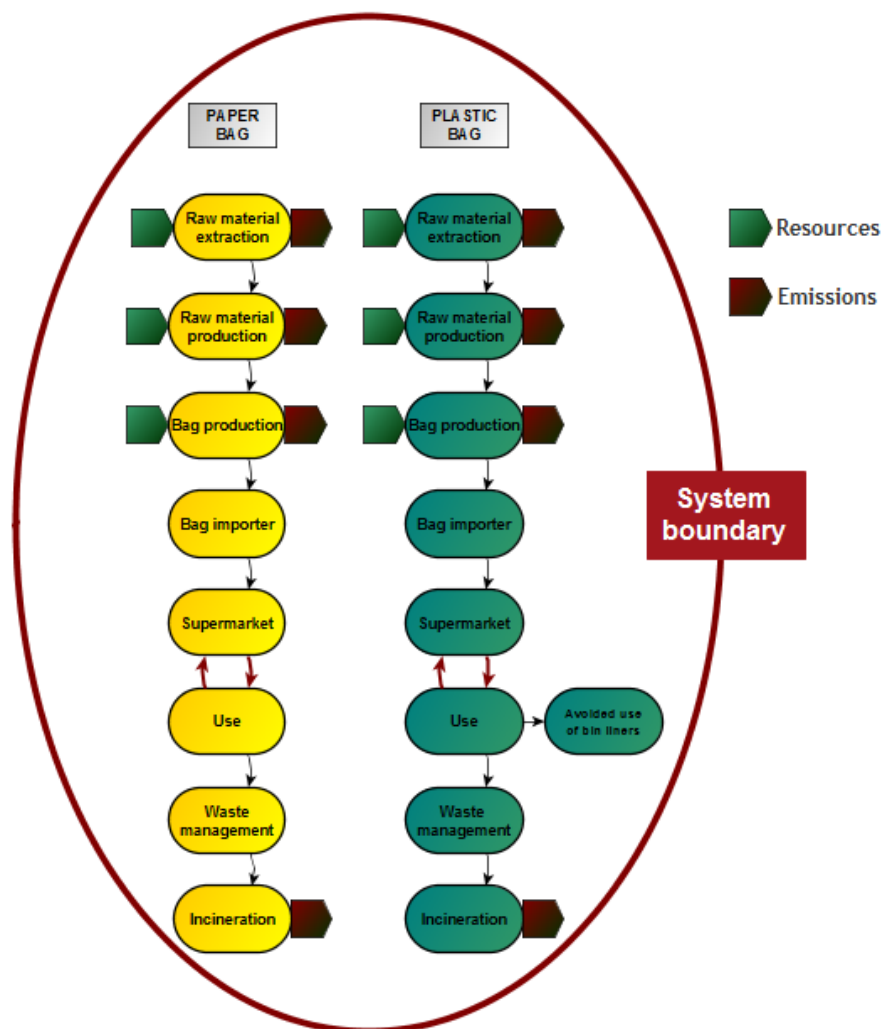 PAPER
BAG
PLASTIC
BAG
Raw material
extraction
Raw material
extraction
Resources
Emissions
Raw material
production
Raw material
production
Bag production
Bag production
System
boundary
Bag importer
Bag importer
Supermarket
Supermarket
Use
Use
Avoided use
of bin liners
Waste
management
Waste
management
Incineration
Incineration